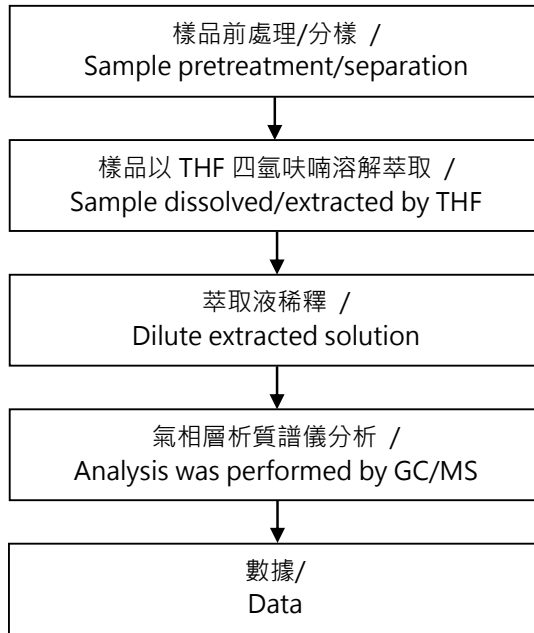 樣品前處理/分樣 /
Sample pretreatment/separation
樣品以 THF 四氫呋喃溶解萃取 /
Sample dissolved/extracted by THF
萃取液稀釋 /
Dilute extracted solution
氣相層析質譜儀分析 /
Analysis was performed by GC/MS
數據/
Data